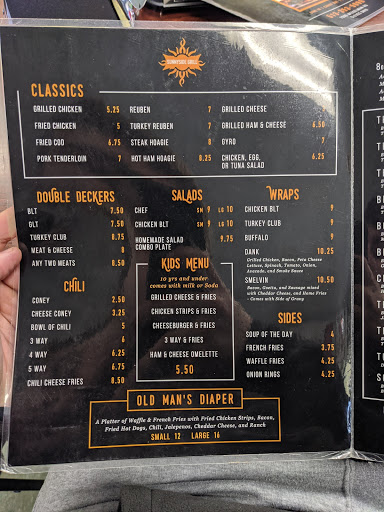 SUNNYSIDE GRILL
CLASSICS
GRILLED CHICKEN 5.25
FRIED CHICKEN 5
FRIED COD 6.75
PORK TENDERLOIN 7
REUBEN 7
TURKEY REUBEN 7
STEAK HOAGIE 8
HOT HAM HOAGIE 8.25
GRILLED CHEESE
GRILLED HAM & CHEESE 6.50
GYRO 7
CHICKEN, EGG, 6.25
OR TUNA SALAD
DOUBLE DECKERS
BLT 7.50
GLT 7.50
TURKEY CLUB 8.75
MEAT & CHEESE 8
ANY TWO MEATS 8.50
CHILI
CONEY 2.50
CHEESE CONEY 3.25
BOWL OF CHILI 5
3 WAY 6
4 WAY 6.25
5 WAY 6.75
CHILI CHEESE FRIES 8.50
SALADS
CHEF SM 9 LG 10
CHICKEN BLT SM 9 LG 10
HOMEMADE SALAD 9.75
COMBO PLATE
KIDS MENU
10 yrs and under
comes with milk or Soda
GRILLED CHEESE & FRIES
CHICKEN STRIPS & FRIES
CHEESEBURGER & FRIES
3 WAY & FRIES
HAM & CHEESE OMELETTE
5.50
WRAPS
CHICKEN BLT 9
TURKEY CLUB 9
BUFFALO 9
DANK 10.25
Grilled Chicken, Bacon, Feta Cheese
Lettuce, Spinach, Tomato, Onion,
Avocado, and Smoke Sauce
SMELVIN 10.50
Bacon, Goetta, and Sausage mixed
with Cheddar Cheese, and Home Fries
- Comes with Side of Gravy
SIDES
SOUP OF THE DAY 4
FRENCH FRIES 3.75
WAFFLE FRIES 4.25
ONION RINGS 4.25
OLD MAN'S DIAPER
A Platter of Waffle & French Fries with Fried Chicken Strips, Bacon,
Fried Hot Dogs, Chili, Jalepenos, Cheddar Cheese, and Ranch
SMALL 12 LARGE 16